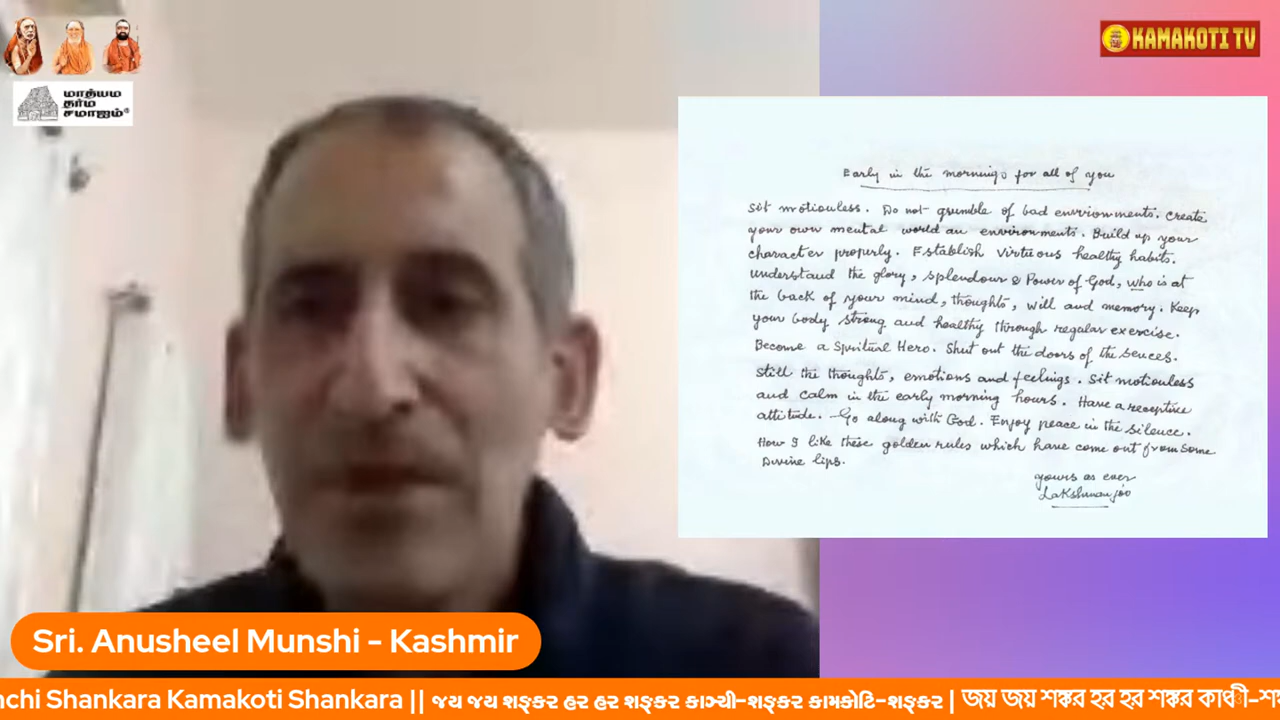 KAMAKOTI TV
மாத்யம
தர்ம
சமாஜம்®
Early in the mornings for all of you
Sit motionless. Do not grumble of bad envrionments. Create
your own mental world an environments. Build up your
character properly. Establish virtuous healthy habits.
understand the glory, splendour & Power of God, who is at
the back of your mind, thoughts, will and memory. Keep
your body strong and healthy through regular exercise.
Become a Spritual Hero. Shut out the doors of the sences.
still the thoughts, emotions and feelings. Sit motionless
and calm in the early morning hours. Have a receptive
attitude. Go along with God. Enjoy peace in the silence.
How I like these golden rules which have come out from some
Divine lips.
yours as ever
Lakshmanjoo
Sri. Anusheel Munshi - Kashmir
nchi Shankara Kamakoti Shankara || જય જય શઙ્કર હર હર શઙ્કર કાઞ્ચી-શઙ્કર કામકોટિ-શઙ્કર | জয় জয় শঙ্কর হর হর শঙ্কর কাঞ্চী-শঙ্